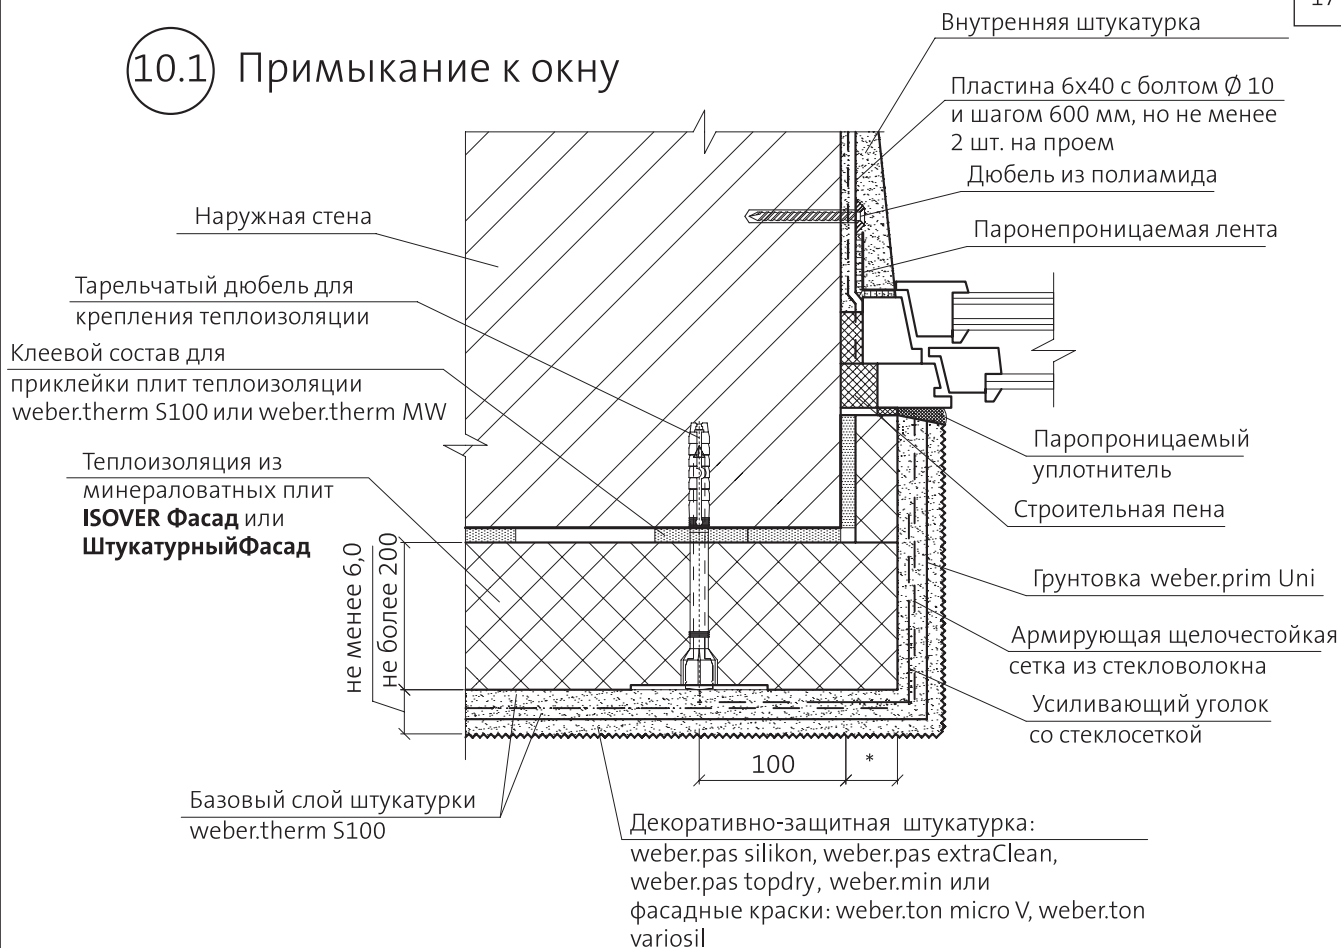 17
10.1 Примыкание к окну
Внутренняя штукатурка
Пластина 6х40 с болтом Ø 10
и шагом 600 мм, но не менее
2 шт. на проем
Дюбель из полиамида
Паронепроницаемая лента
Наружная стена
Тарельчатый дюбель для
крепления теплоизоляции
Клеевой состав для
приклейки плит теплоизоляции
weber.therm S100 или weber.therm MW
Теплоизоляция из
минераловатных плит
ISOVER Фасад или
ШтукатурныйФасад
не менее 6,0
не более 200
Паропроницаемый
уплотнитель
Строительная пена
Грунтовка weber.prim Uni
Армирующая щелочестойкая
сетка из стекловолокна
Усиливающий уголок
со стеклосеткой
100
*
Базовый слой штукатурки
weber.therm S100
Декоративно-защитная штукатурка:
weber.pas silikon, weber.pas extraClean,
weber.pas topdry, weber.min или
фасадные краски: weber.ton micro V, weber.ton
variosil